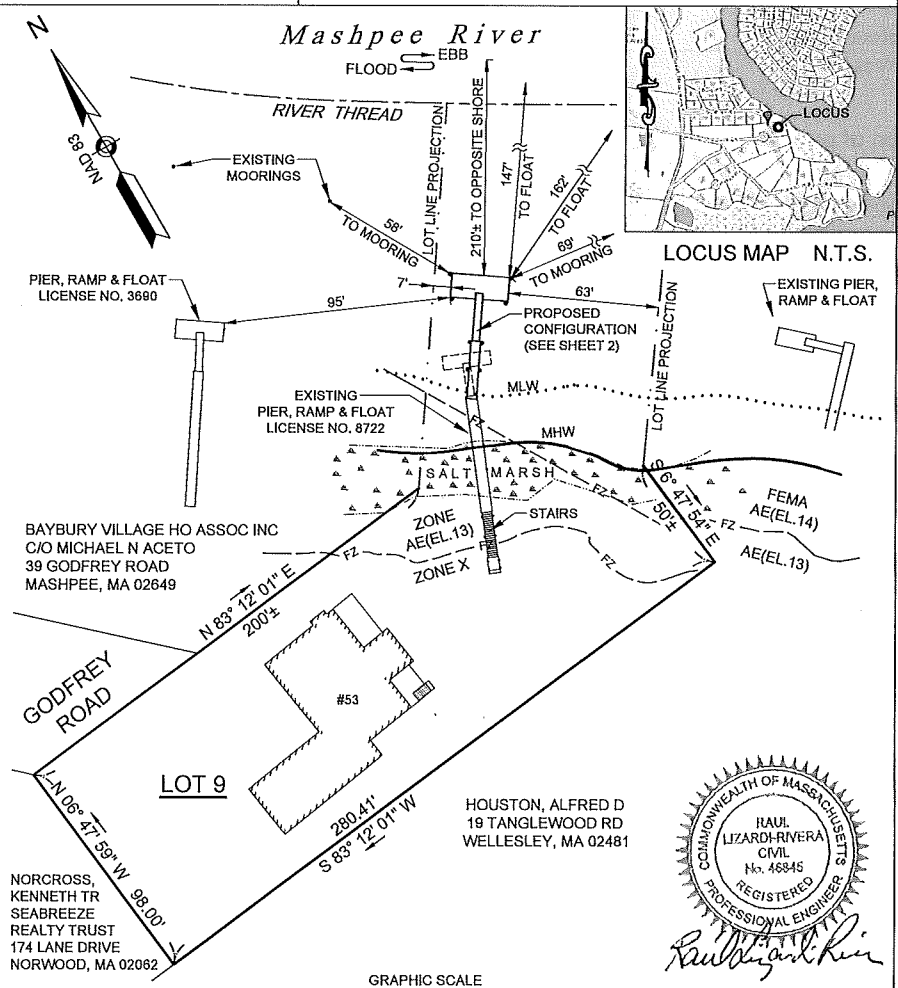 Mashpee River
EBB
FLOOD
RIVER THREAD
N
NAD 83
EXISTING
MOORINGS
LOT LINE PROJECTION
210'± TO OPPOSITE SHORE
147'
TO FLOAT
162'
TO FLOAT
58'
TO MOORING
69'
TO MOORING
LOCUS
LOCUS MAP N.T.S.
PIER, RAMP & FLOAT
LICENSE NO. 3690
95'
7'
63'
PROPOSED
CONFIGURATION
(SEE SHEET 2)
LOT LINE PROJECTION
EXISTING PIER,
RAMP & FLOAT
EXISTING
PIER, RAMP & FLOAT
LICENSE NO. 8722
MLW
FZ
MHW
SALT MARSH
FZ
S 6° 47' 54" E
50'±
FEMA
AE(EL.14)
FZ
AE(EL.13)
STAIRS
ZONE
AE(EL.13)
FZ
FZ
ZONE X
BAYBURY VILLAGE HO ASSOC INC
C/O MICHAEL N ACETO
39 GODFREY ROAD
MASHPEE, MA 02649
N 83° 12' 01" E
200'±
GODFREY
ROAD
#53
LOT 9
280.41'
S 83° 12' 01" W
HOUSTON, ALFRED D
19 TANGLEWOOD RD
WELLESLEY, MA 02481
N 06° 47' 59" W 98.00'
NORCROSS,
KENNETH TR
SEABREEZE
REALTY TRUST
174 LANE DRIVE
NORWOOD, MA 02062
COMMONWEALTH OF MASSACHUSETTS
RAUL
LIZARDI-RIVERA
CIVIL
No. 46845
REGISTERED
PROFESSIONAL ENGINEER
Raul Lizardi-River
GRAPHIC SCALE